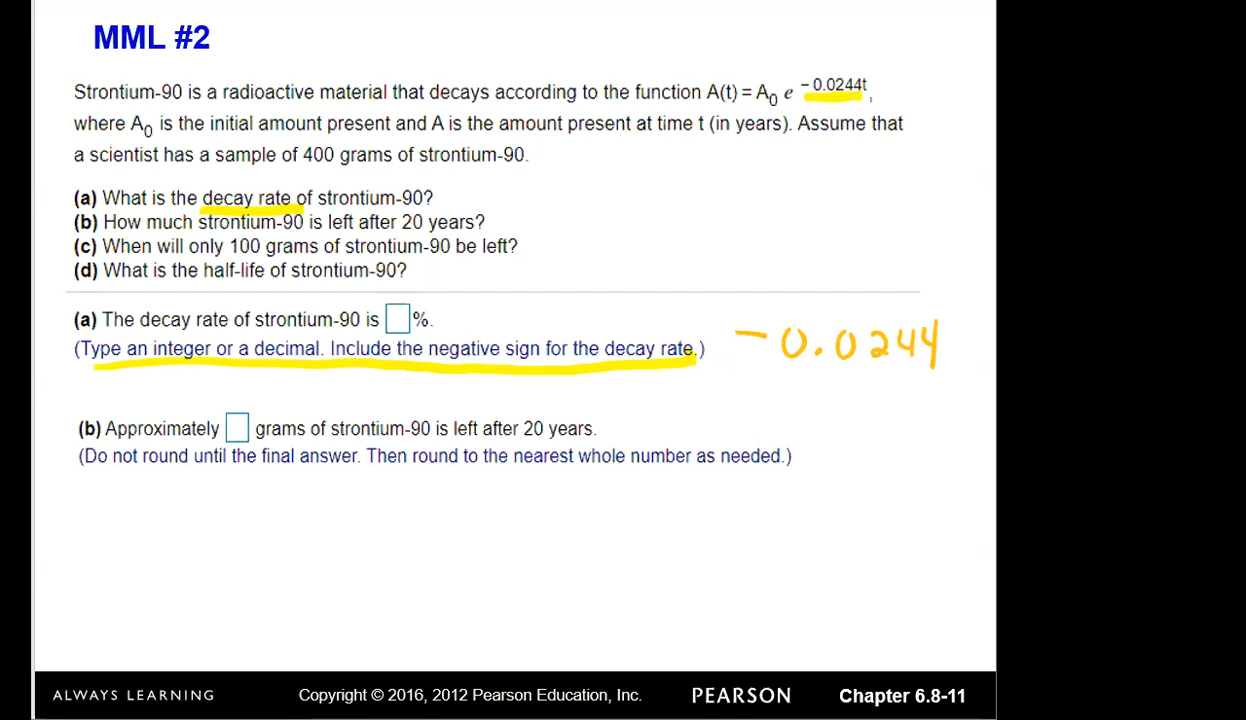 MML #2
Strontium-90 is a radioactive material that decays according to the function A(t) = A₀ e^(−0.0244t),
where A₀ is the initial amount present and A is the amount present at time t (in years). Assume that
a scientist has a sample of 400 grams of strontium-90.
(a) What is the decay rate of strontium-90?
(b) How much strontium-90 is left after 20 years?
(c) When will only 100 grams of strontium-90 be left?
(d) What is the half-life of strontium-90?
(a) The decay rate of strontium-90 is %.
(Type an integer or a decimal. Include the negative sign for the decay rate.) −0.0244
(b) Approximately grams of strontium-90 is left after 20 years.
(Do not round until the final answer. Then round to the nearest whole number as needed.)
ALWAYS LEARNING Copyright © 2016, 2012 Pearson Education, Inc. PEARSON Chapter 6.8-11